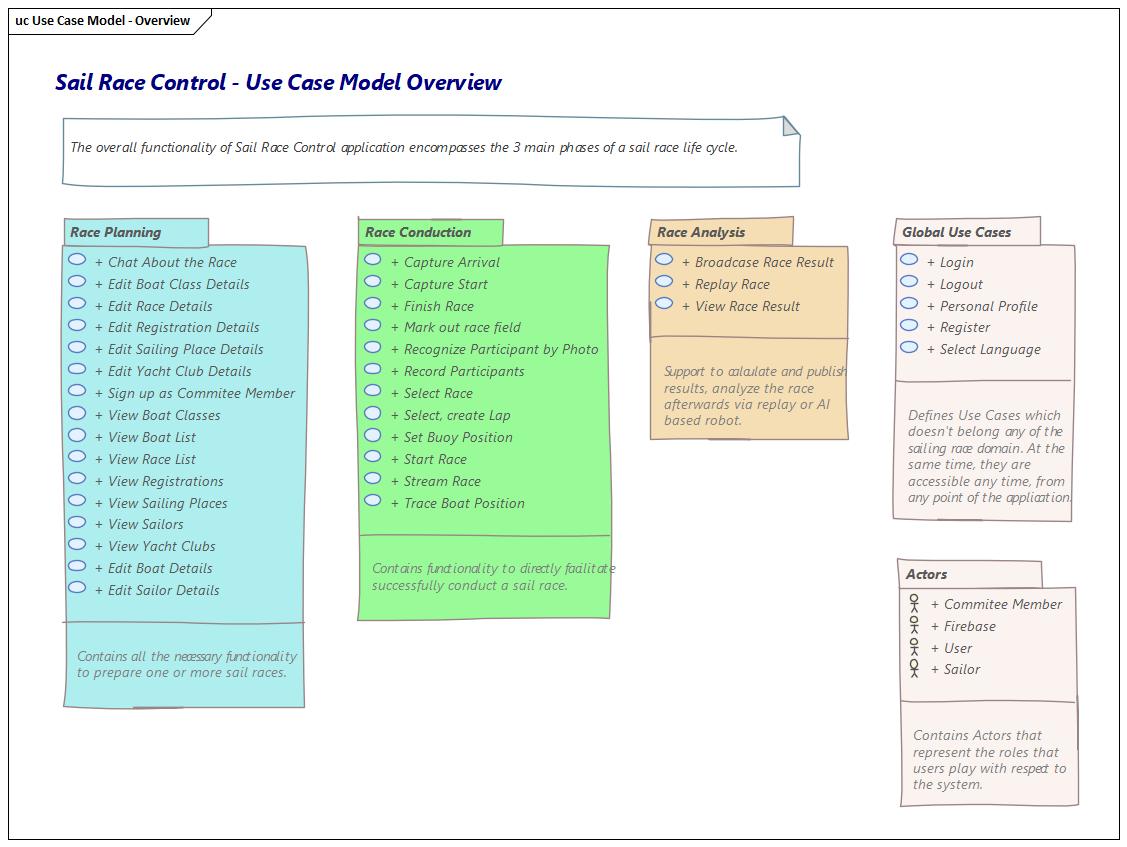 uc Use Case Model - Overview
Sail Race Control - Use Case Model Overview
The overall functionality of Sail Race Control application encompasses the 3 main phases of a sail race life cycle.
Race Planning
+ Chat About the Race
+ Edit Boat Class Details
+ Edit Race Details
+ Edit Registration Details
+ Edit Sailing Place Details
+ Edit Yacht Club Details
+ Sign up as Commitee Member
+ View Boat Classes
+ View Boat List
+ View Race List
+ View Registrations
+ View Sailing Places
+ View Sailors
+ View Yacht Clubs
+ Edit Boat Details
+ Edit Sailor Details
Contains all the necessary functionality
to prepare one or more sail races.
Race Conduction
+ Capture Arrival
+ Capture Start
+ Finish Race
+ Mark out race field
+ Recognize Participant by Photo
+ Record Participants
+ Select Race
+ Select, create Lap
+ Set Buoy Position
+ Start Race
+ Stream Race
+ Trace Boat Position
Contains functionality to directly facilitate
successfully conduct a sail race.
Race Analysis
+ Broadcase Race Result
+ Replay Race
+ View Race Result
Support to calulate and publish
results, analyze the race
afterwards via replay or AI
based robot.
Global Use Cases
+ Login
+ Logout
+ Personal Profile
+ Register
+ Select Language
Defines Use Cases which
doesn't belong any of the
sailing race domain. At the
same time, they are
accessible any time, from
any point of the application.
Actors
+ Commitee Member
+ Firebase
+ User
+ Sailor
Contains Actors that
represent the roles that
users play with respect to
the system.